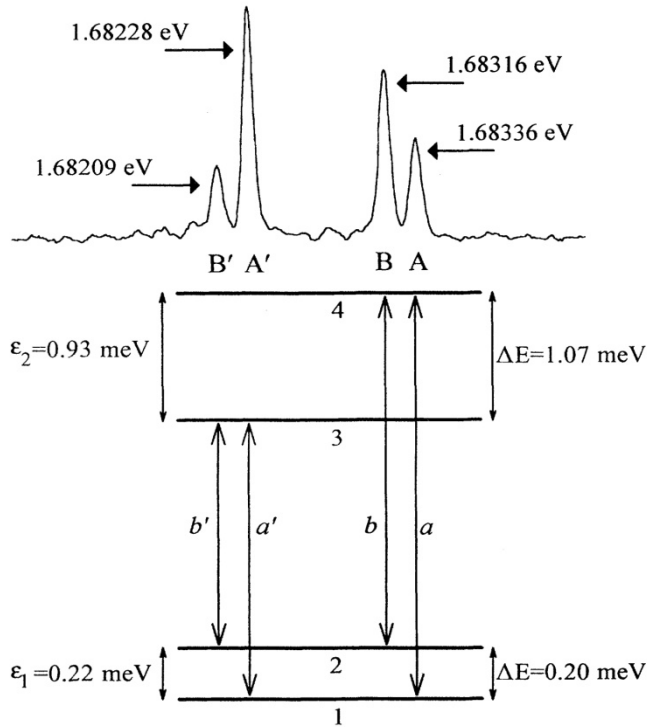 1.68228 eV
1.68316 eV
1.68336 eV
1.68209 eV
B′ A′ B A
4
ε₂=0.93 meV
ΔE=1.07 meV
3
b′ a′ b a
ε₁=0.22 meV
2
ΔE=0.20 meV
1